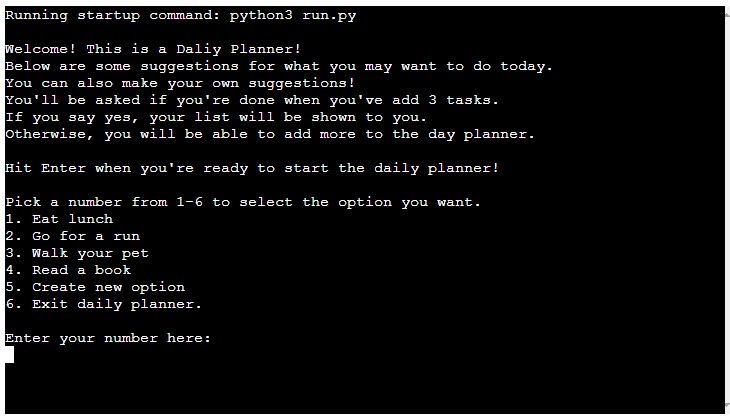 Running startup command: python3 run.py
Welcome! This is a Daliy Planner!
Below are some suggestions for what you may want to do today.
You can also make your own suggestions!
You'll be asked if you're done when you've add 3 tasks.
If you say yes, your list will be shown to you.
Otherwise, you will be able to add more to the day planner.
Hit Enter when you're ready to start the daily planner!
Pick a number from 1-6 to select the option you want.
1. Eat lunch
2. Go for a run
3. Walk your pet
4. Read a book
5. Create new option
6. Exit daily planner.
Enter your number here: